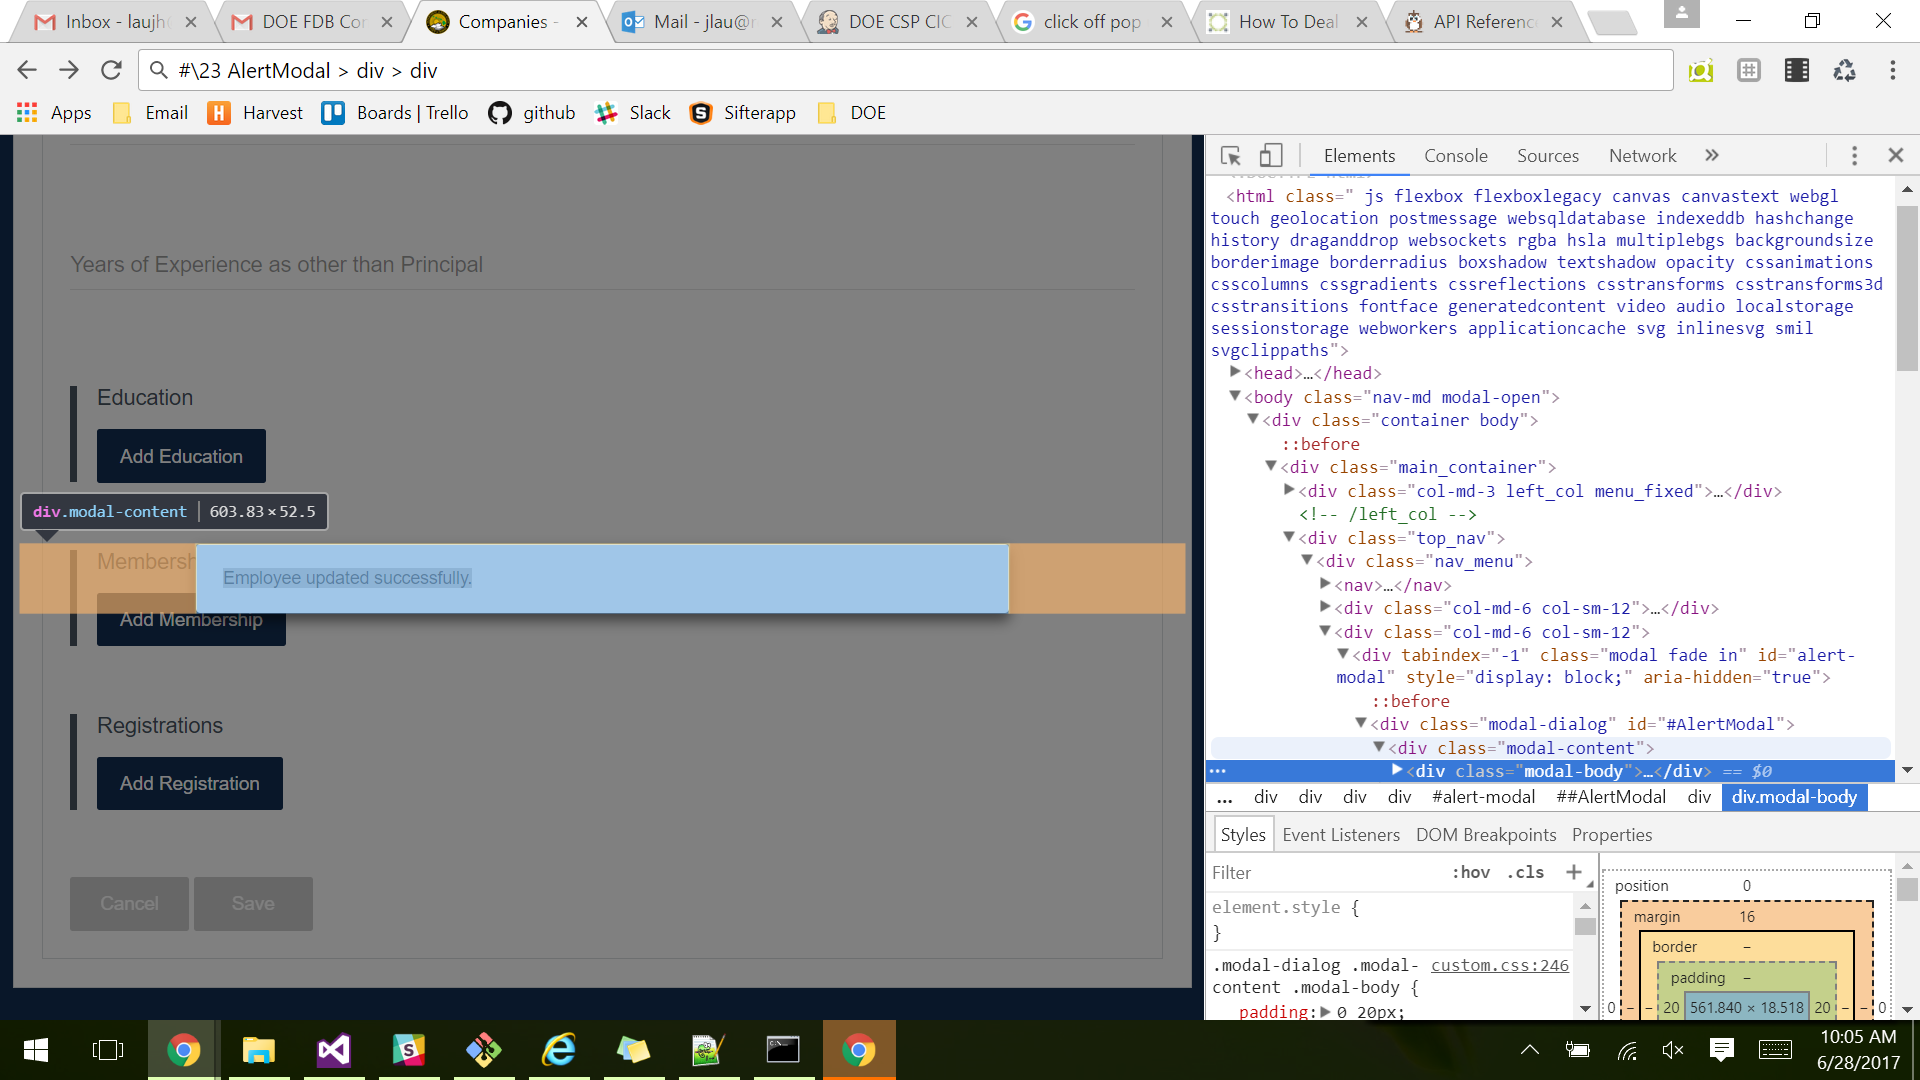 Inbox - laujh
DOE FDB Cor
Companies -
Mail - jlau@r
DOE CSP CIC
click off pop
How To Deal
API Referenc
#\23 AlertModal > div > div
Apps
Email
Harvest
Boards | Trello
github
Slack
Sifterapp
DOE
Years of Experience as other than Principal
Education
Add Education
div.modal-content | 603.83 × 52.5
Membersh
Employee updated successfully.
Add Membership
Registrations
Add Registration
Cancel
Save
Elements
Console
Sources
Network
»
<html class=" js flexbox flexboxlegacy canvas canvastext webgl
touch geolocation postmessage websqldatabase indexeddb hashchange
history draganddrop websockets rgba hsla multiplebgs backgroundsize
borderimage borderradius boxshadow textshadow opacity cssanimations
csscolumns cssgradients cssreflections csstransforms csstransforms3d
csstransitions fontface generatedcontent video audio localstorage
sessionstorage webworkers applicationcache svg inlinesvg smil
svgclippaths">
<head>…</head>
<body class="nav-md modal-open">
<div class="container body">
::before
<div class="main_container">
<div class="col-md-3 left_col menu_fixed">…</div>
<!-- /left_col -->
<div class="top_nav">
<div class="nav_menu">
<nav>…</nav>
<div class="col-md-6 col-sm-12">…</div>
<div class="col-md-6 col-sm-12">
<div tabindex="-1" class="modal fade in" id="alert-
modal" style="display: block;" aria-hidden="true">
::before
<div class="modal-dialog" id="#AlertModal">
<div class="modal-content">
<div class="modal-body">…</div> == $0
... div div div div #alert-modal ##AlertModal div div.modal-body
Styles
Event Listeners
DOM Breakpoints
Properties
Filter
:hov .cls +
element.style {
}
.modal-dialog .modal- custom.css:246
content .modal-body {
padding: 0 20px;
position 0
margin 16
border –
padding –
0 – – 20 561.840 × 18.518 20 – – 0
10:05 AM
6/28/2017